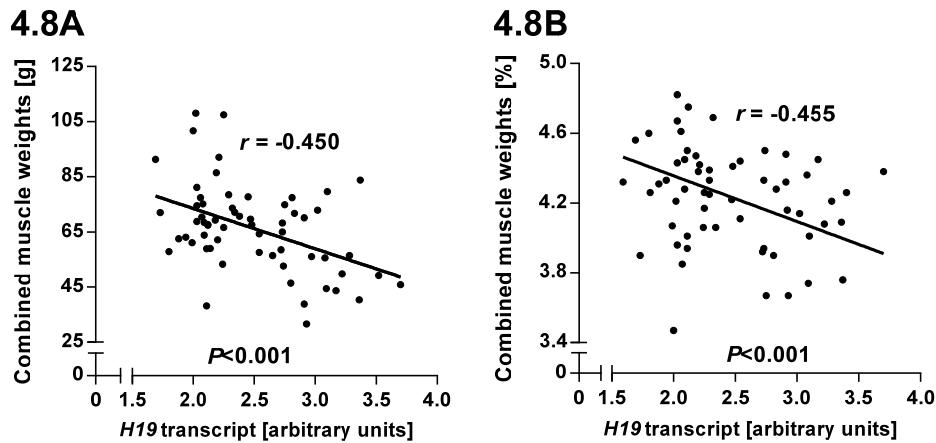 4.8A
Combined muscle weights [g]
125
105
85
65
45
25
0
r = -0.450
P<0.001
0 1.5 2.0 2.5 3.0 3.5 4.0
H19 transcript [arbitrary units]
4.8B
Combined muscle weights [%]
5.0
4.6
4.2
3.8
3.4
0
r = -0.455
P<0.001
0 1.5 2.0 2.5 3.0 3.5 4.0
H19 transcript [arbitrary units]